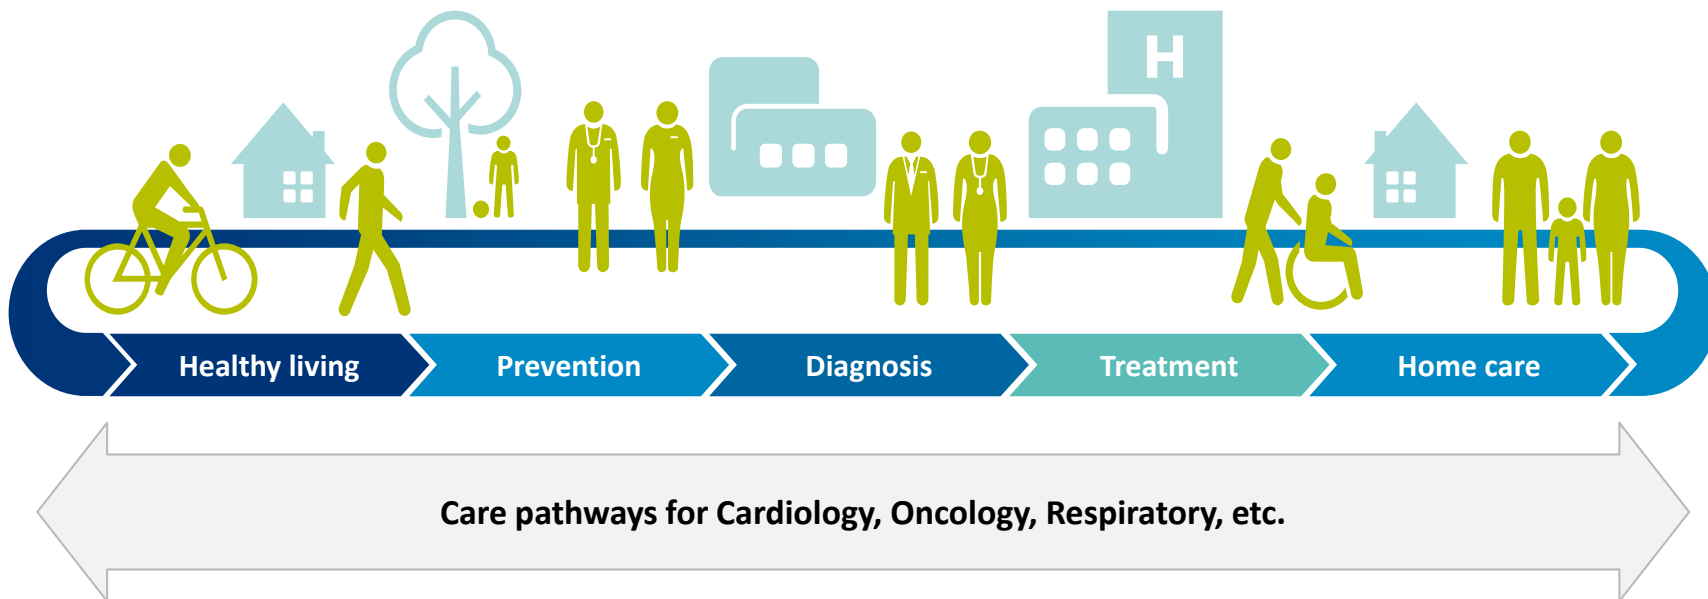 H
Healthy living
Prevention
Diagnosis
Treatment
Home care
Care pathways for Cardiology, Oncology, Respiratory, etc.